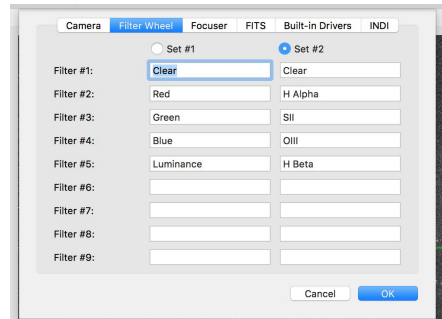 Camera Filter Wheel Focuser FITS Built-in Drivers INDI
Set #1 Set #2
Filter #1: Clear Clear
Filter #2: Red H Alpha
Filter #3: Green SII
Filter #4: Blue OIII
Filter #5: Luminance H Beta
Filter #6:
Filter #7:
Filter #8:
Filter #9:
Cancel OK